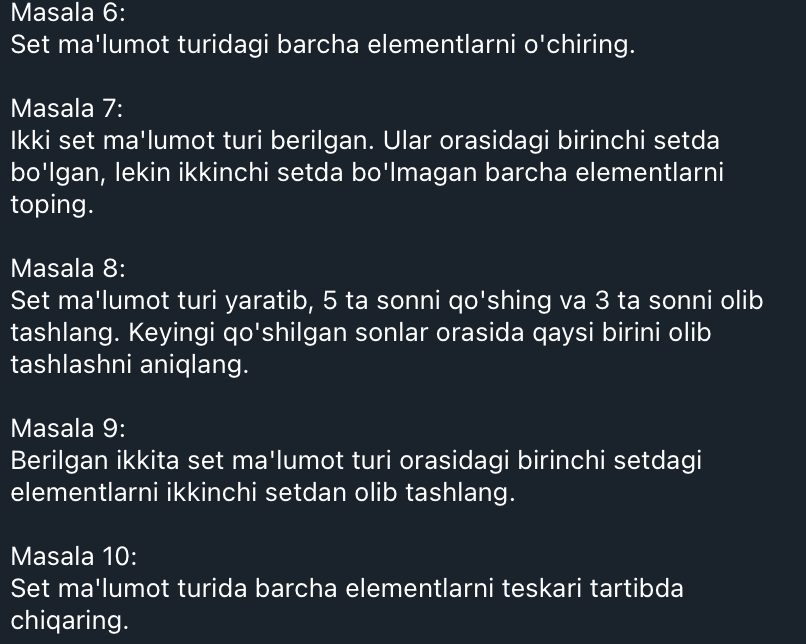 Masala 6:
Set ma'lumot turidagi barcha elementlarni o'chiring.
Masala 7:
Ikki set ma'lumot turi berilgan. Ular orasidagi birinchi setda
bo'lgan, lekin ikkinchi setda bo'lmagan barcha elementlarni
toping.
Masala 8:
Set ma'lumot turi yaratib, 5 ta sonni qo'shing va 3 ta sonni olib
tashlang. Keyingi qo'shilgan sonlar orasida qaysi birini olib
tashlashni aniqlang.
Masala 9:
Berilgan ikkita set ma'lumot turi orasidagi birinchi setdagi
elementlarni ikkinchi setdan olib tashlang.
Masala 10:
Set ma'lumot turida barcha elementlarni teskari tartibda
chiqaring.